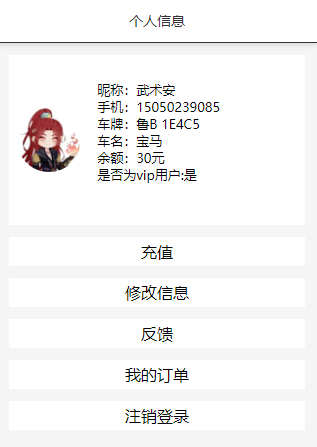 个人信息
昵称：武术安
手机：15050239085
车牌：鲁B 1E4C5
车名：宝马
余额：30元
是否为vip用户:是
充值
修改信息
反馈
我的订单
注销登录